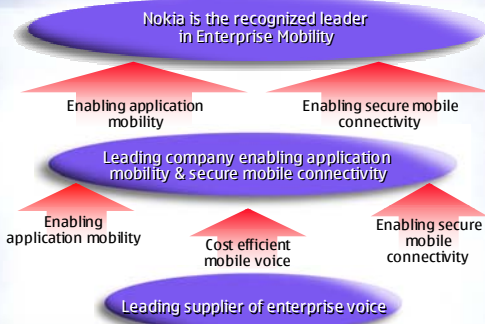 Nokia is the recognized leader
in Enterprise Mobility
Enabling application
mobility
Enabling secure mobile
connectivity
Leading company enabling application
mobility & secure mobile connectivity
Enabling
application mobility
Cost efficient
mobile voice
Enabling secure
mobile
connectivity
Leading supplier of enterprise voice